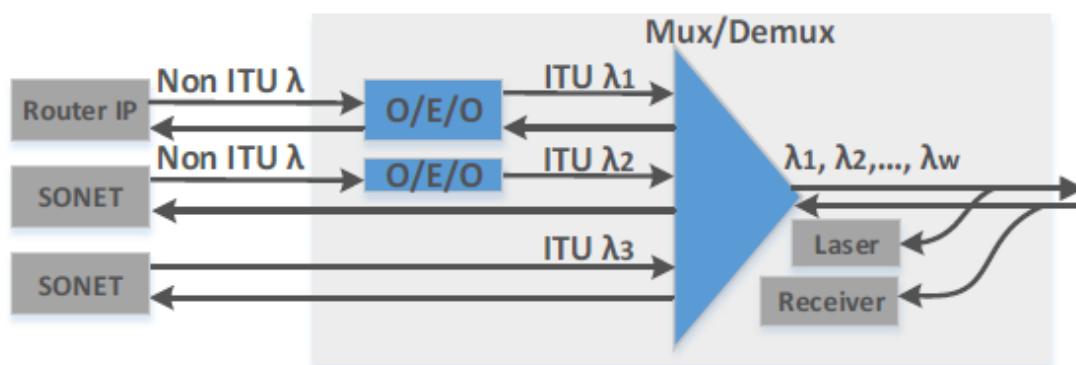 Mux/Demux
Non ITU λ
ITU λ1
Router IP
O/E/O
Non ITU λ
ITU λ2
λ1, λ2,..., λw
O/E/O
SONET
Laser
ITU λ3
SONET
Receiver